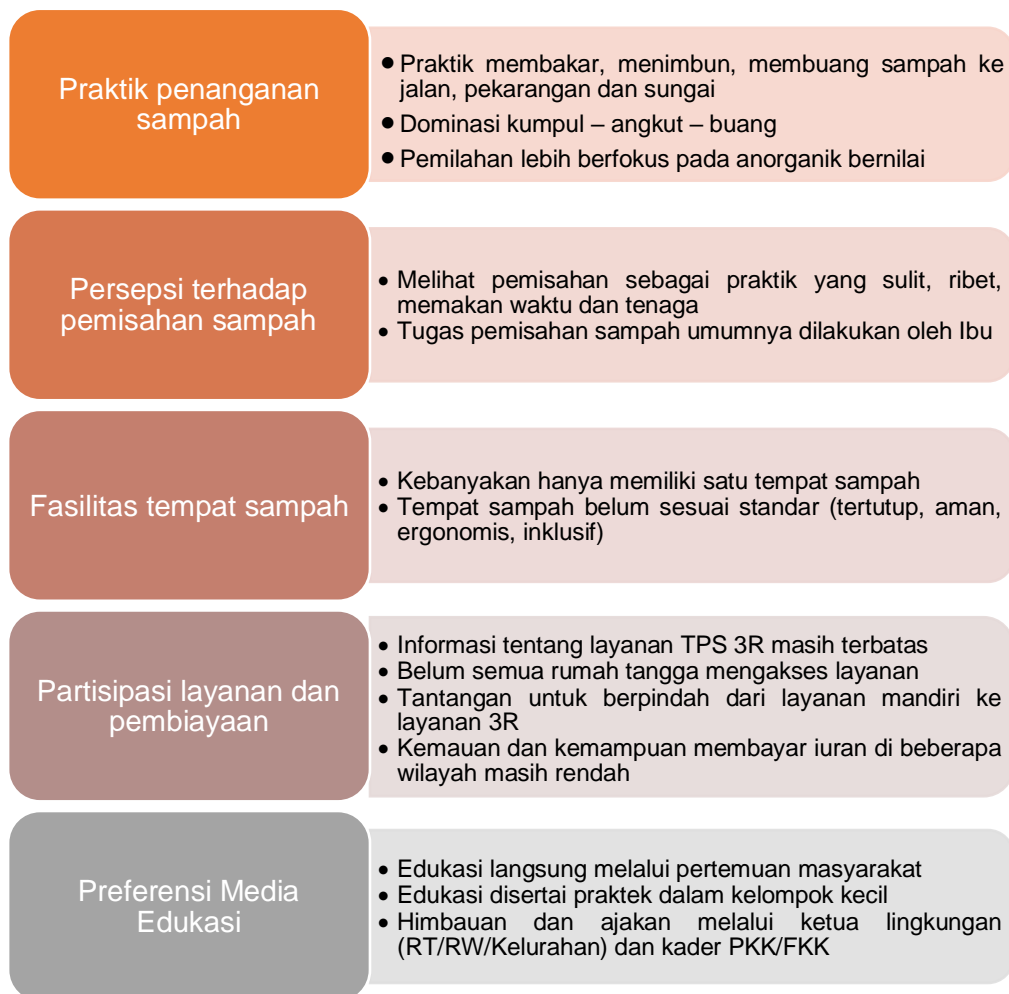 Praktik penanganan
sampah
● Praktik membakar, menimbun, membuang sampah ke
jalan, pekarangan dan sungai
● Dominasi kumpul – angkut – buang
● Pemilahan lebih berfokus pada anorganik bernilai
Persepsi terhadap
pemisahan sampah
• Melihat pemisahan sebagai praktik yang sulit, ribet,
memakan waktu dan tenaga
• Tugas pemisahan sampah umumnya dilakukan oleh Ibu
Fasilitas tempat sampah
• Kebanyakan hanya memiliki satu tempat sampah
• Tempat sampah belum sesuai standar (tertutup, aman,
ergonomis, inklusif)
Partisipasi layanan dan
pembiayaan
• Informasi tentang layanan TPS 3R masih terbatas
• Belum semua rumah tangga mengakses layanan
• Tantangan untuk berpindah dari layanan mandiri ke
layanan 3R
• Kemauan dan kemampuan membayar iuran di beberapa
wilayah masih rendah
Preferensi Media
Edukasi
• Edukasi langsung melalui pertemuan masyarakat
• Edukasi disertai praktek dalam kelompok kecil
• Himbauan dan ajakan melalui ketua lingkungan
(RT/RW/Kelurahan) dan kader PKK/FKK